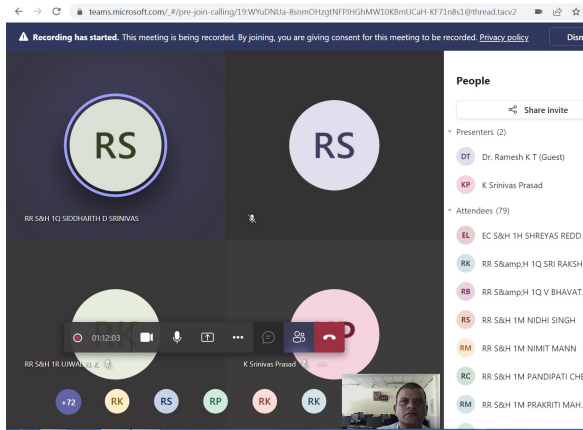 teams.microsoft.com/_#/pre-join-calling/19:WYuDNUa-8snmOHzgtNFPJHGhMW10KBmUCaH-KF71n8s1@thread.tacv2
Recording has started. This meeting is being recorded. By joining, you are giving consent for this meeting to be recorded. Privacy policy
Disn
RS
RR S&H 1Q SIDDHARTH D SRINIVAS
RS
01:12:03
RR S&H 1R UJWAL N K
K Srinivas Prasad
+72
RK
RS
RP
RK
RK
People
Share invite
Presenters (2)
DT Dr. Ramesh K T (Guest)
KP K Srinivas Prasad
Attendees (79)
EL EC S&H 1H SHREYAS REDD..
RK RR S&amp;H 1Q SRI RAKSH
RB RR S&amp;H 1Q V BHAVAT.
RS RR S&H 1M NIDHI SINGH
RM RR S&H 1M NIMIT MANN
RC RR S&H 1M PANDIPATI CHE
RM RR S&H 1M PRAKRITI MAH.